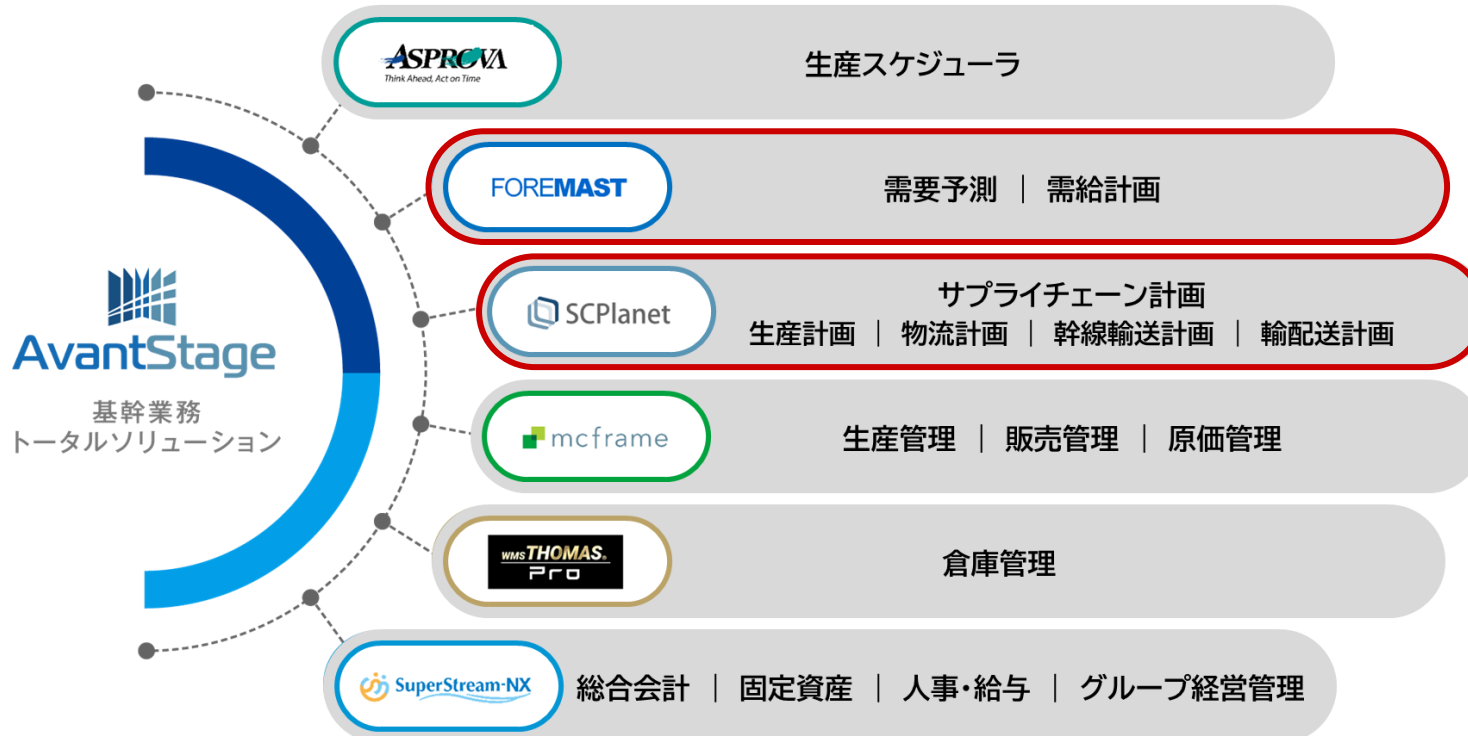 ASPROVA
Think Ahead, Act on Time
生産スケジューラ
FOREMAST
需要予測 | 需給計画
SCPlanet
サプライチェーン計画
生産計画 | 物流計画 | 幹線輸送計画 | 輸配送計画
AvantStage
基幹業務
トータルソリューション
mcframe
生産管理 | 販売管理 | 原価管理
WMS THOMAS.
Pro
倉庫管理
SuperStream-NX
総合会計 | 固定資産 | 人事・給与 | グループ経営管理